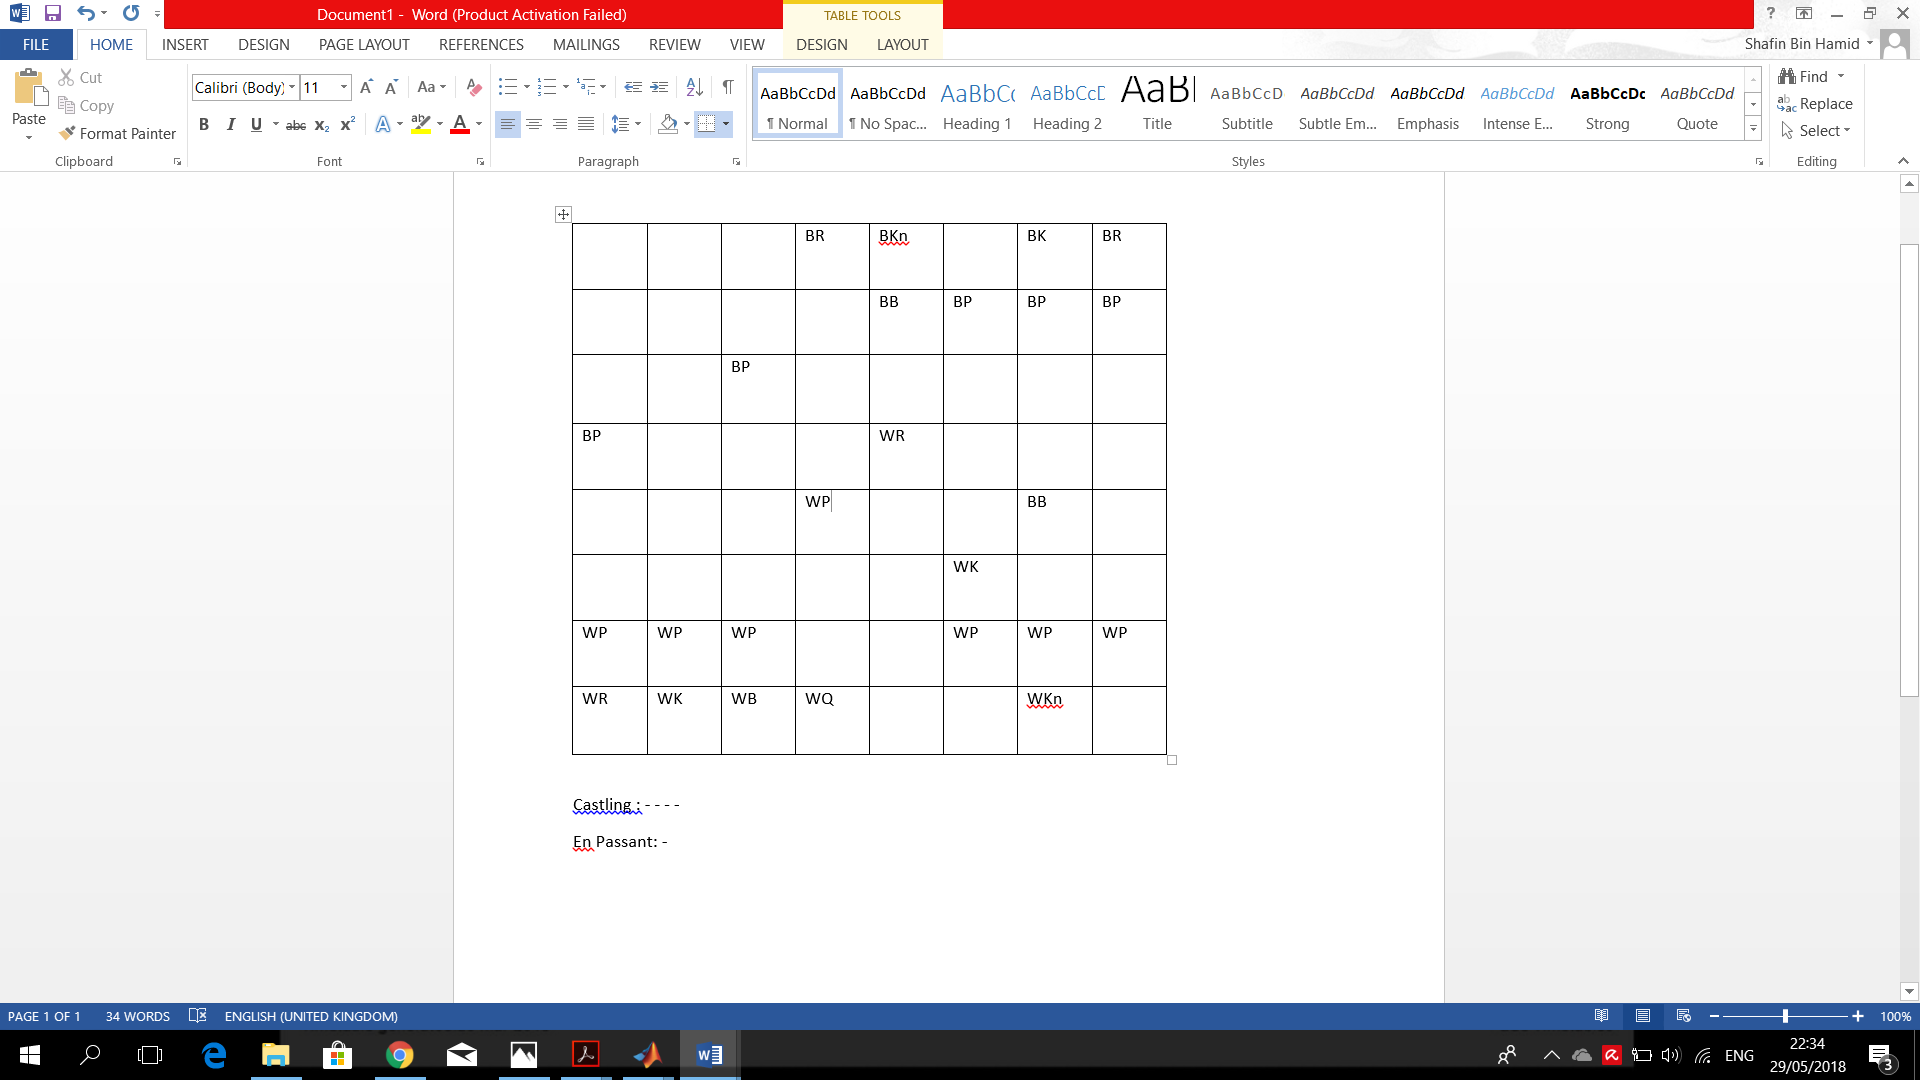 Document1 - Word (Product Activation Failed)
TABLE TOOLS
?
FILE
HOME
INSERT
DESIGN
PAGE LAYOUT
REFERENCES
MAILINGS
REVIEW
VIEW
DESIGN
LAYOUT
Shafin Bin Hamid
Paste
Cut
Copy
Format Painter
Clipboard
Calibri (Body)
11
Aa
B I U abc x₂ x² A A
Font
Paragraph
AaBbCcDd
¶ Normal
AaBbCcDd
¶ No Spac...
AaBbCc
Heading 1
AaBbCcD
Heading 2
AaB
Title
AaBbCcD
Subtitle
AaBbCcDd
Subtle Em...
AaBbCcDd
Emphasis
AaBbCcDd
Intense E...
AaBbCcDc
Strong
AaBbCcDd
Quote
Styles
Find
Replace
Select
Editing
BR BKn BK BR
BB BP BP BP
BP
BP WR
WP BB
WK
WP WP WP WP WP WP
WR WK WB WQ WKn
Castling : - - - -
En Passant: -
PAGE 1 OF 1
34 WORDS
ENGLISH (UNITED KINGDOM)
100%
ENG
22:34
29/05/2018
3